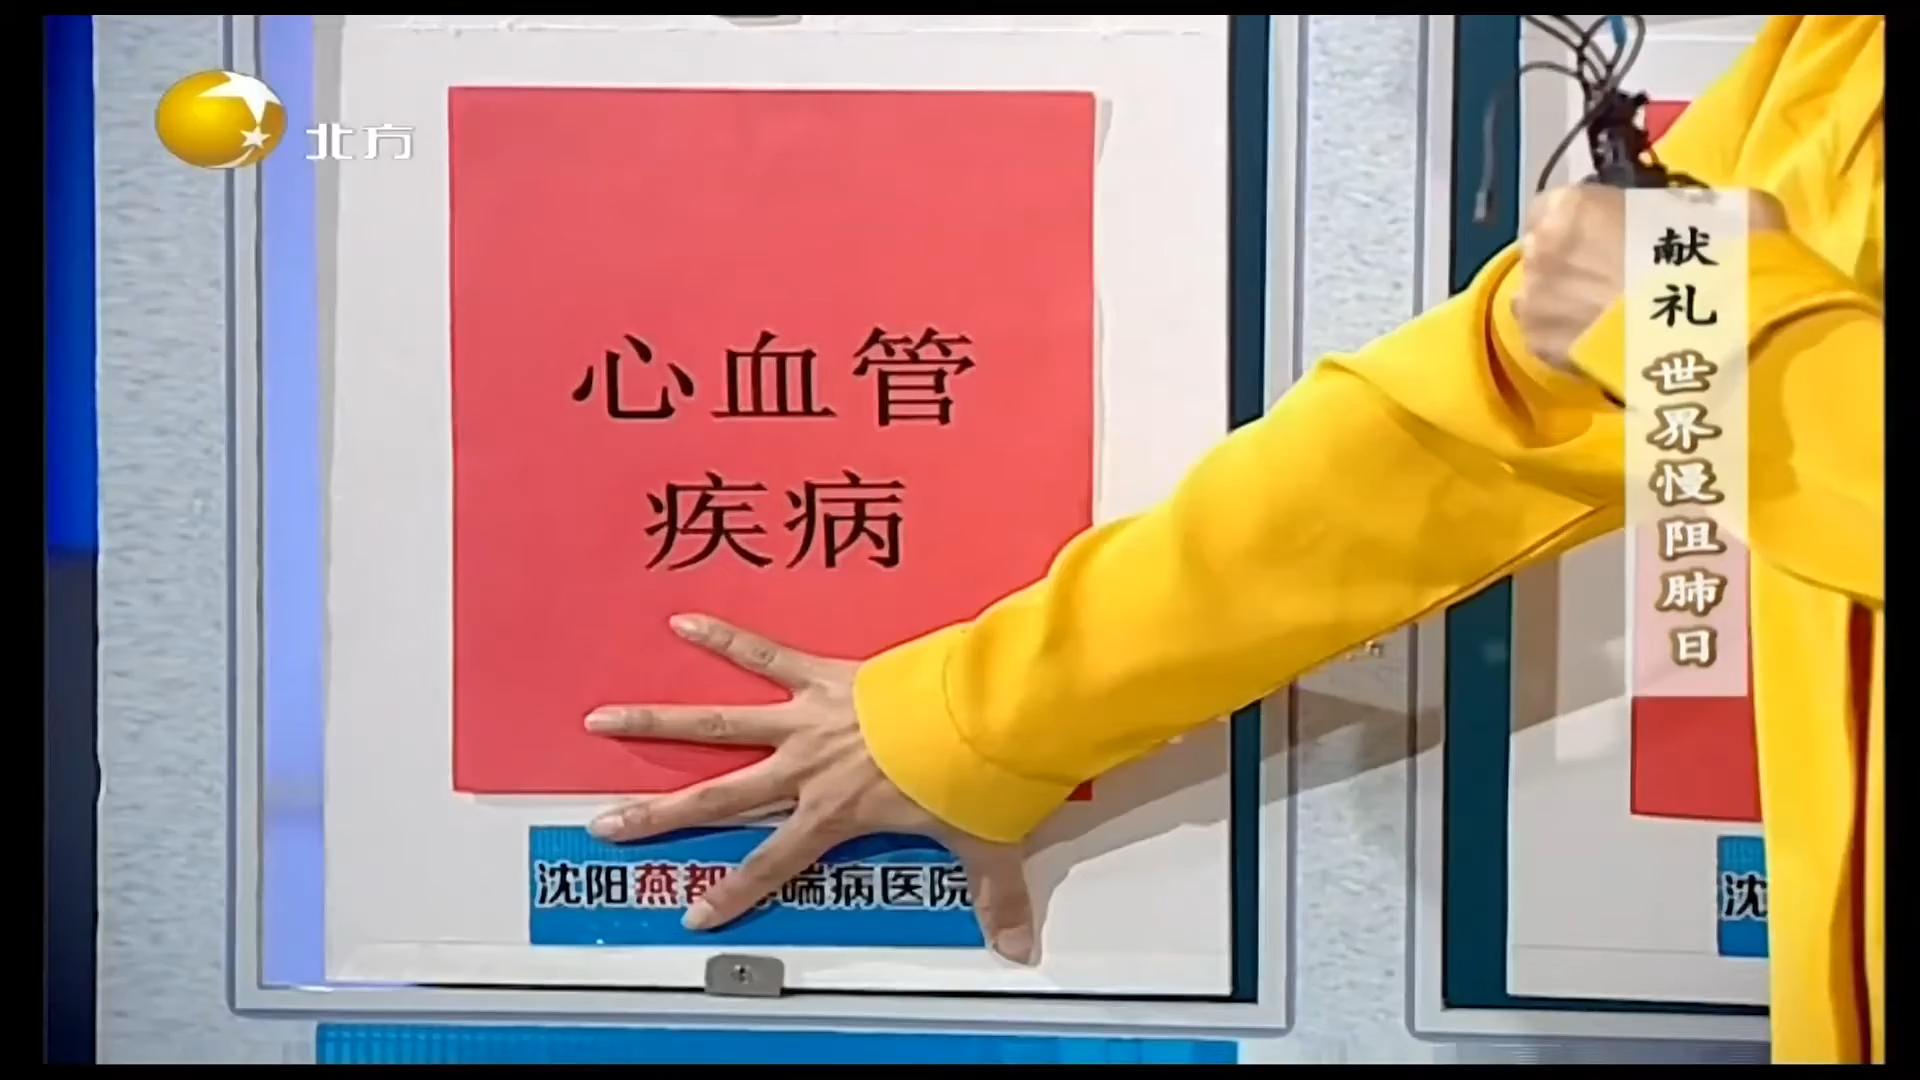 北方
心血管
疾病
沈阳燕都
喘病医院
献礼 世界慢阻肺日
沈